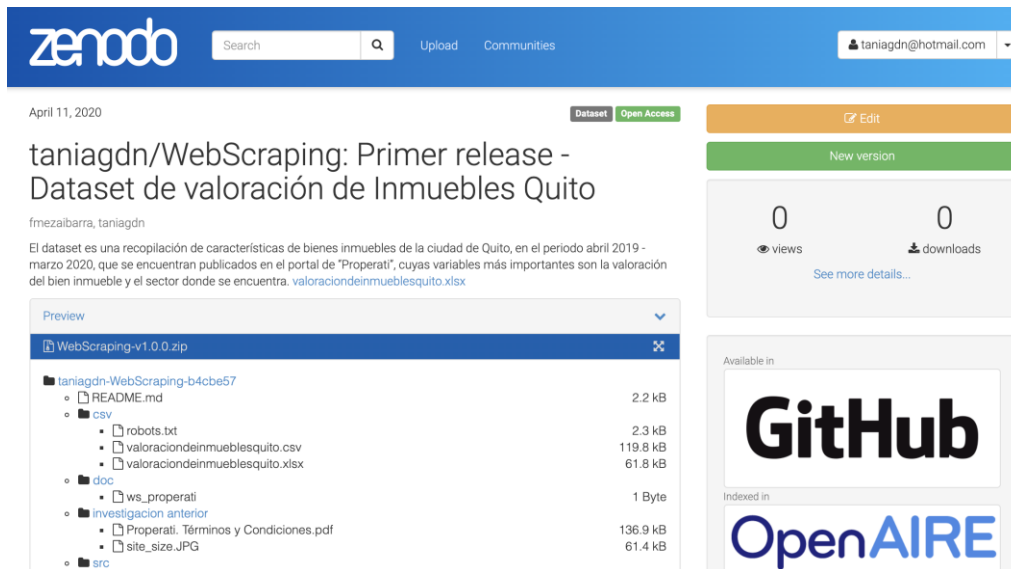 zenodo
Search
Upload
Communities
taniagdn@hotmail.com
April 11, 2020
Dataset
Open Access
taniagdn/WebScraping: Primer release -
Dataset de valoración de Inmuebles Quito
fmezaibarra, taniagdn
El dataset es una recopilación de características de bienes inmuebles de la ciudad de Quito, en el periodo abril 2019 -
marzo 2020, que se encuentran publicados en el portal de "Properati", cuyas variables más importantes son la valoración
del bien inmueble y el sector donde se encuentra. valoraciondeinmueblesquito.xlsx
Preview
WebScraping-v1.0.0.zip
taniagdn-WebScraping-b4cbe57
README.md 2.2 kB
csv
robots.txt 2.3 kB
valoraciondeinmueblesquito.csv 119.8 kB
valoraciondeinmueblesquito.xlsx 61.8 kB
doc
ws_properati 1 Byte
investigacion anterior
Properati. Términos y Condiciones.pdf 136.9 kB
site_size.JPG 61.4 kB
src
Edit
New version
0 0
views downloads
See more details...
Available in
GitHub
Indexed in
OpenAIRE